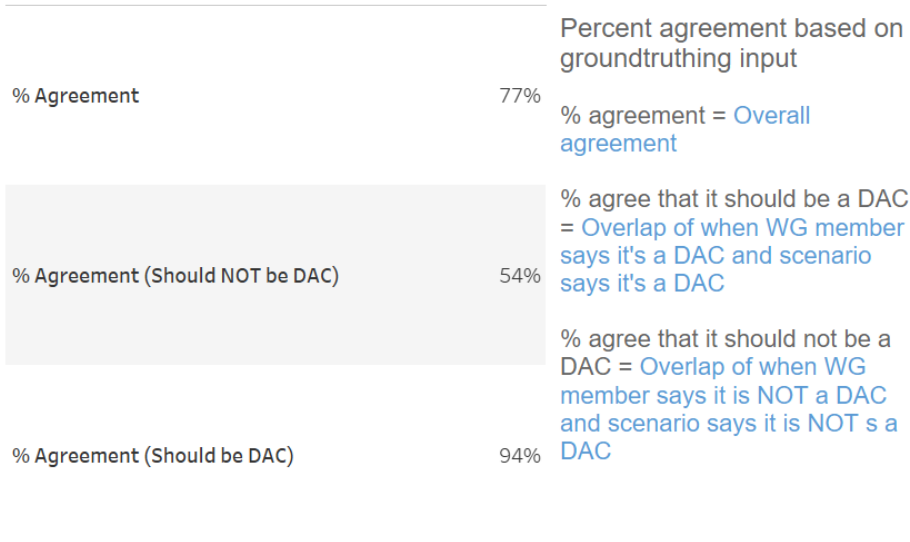 % Agreement 77%
% Agreement (Should NOT be DAC) 54%
% Agreement (Should be DAC) 94%
Percent agreement based on
groundtruthing input
% agreement = Overall
agreement
% agree that it should be a DAC
= Overlap of when WG member
says it's a DAC and scenario
says it's a DAC
% agree that it should not be a
DAC = Overlap of when WG
member says it is NOT a DAC
and scenario says it is NOT s a
DAC